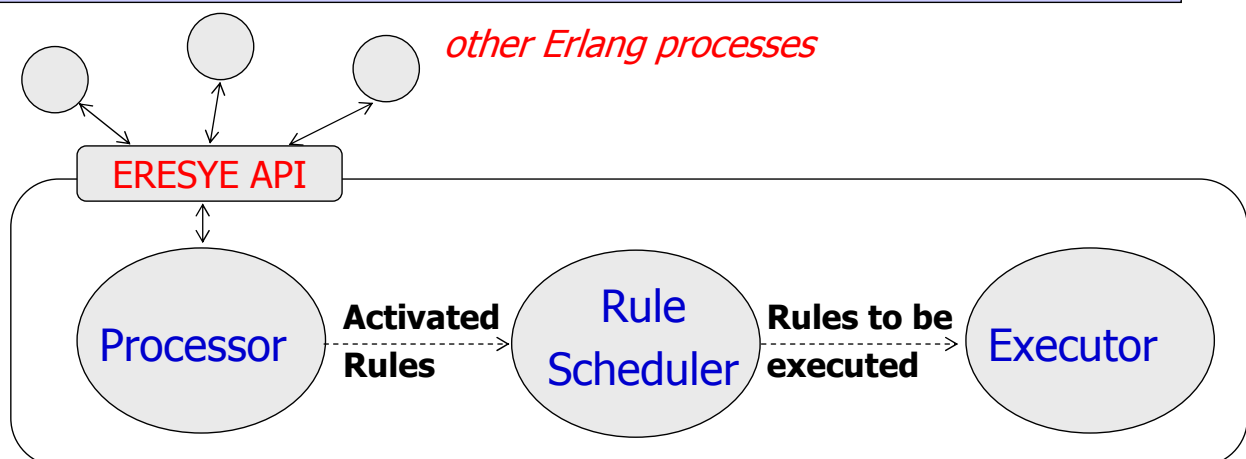 other Erlang processes
ERESYE API
Processor
Activated
Rules
Rule
Scheduler
Rules to be
executed
Executor